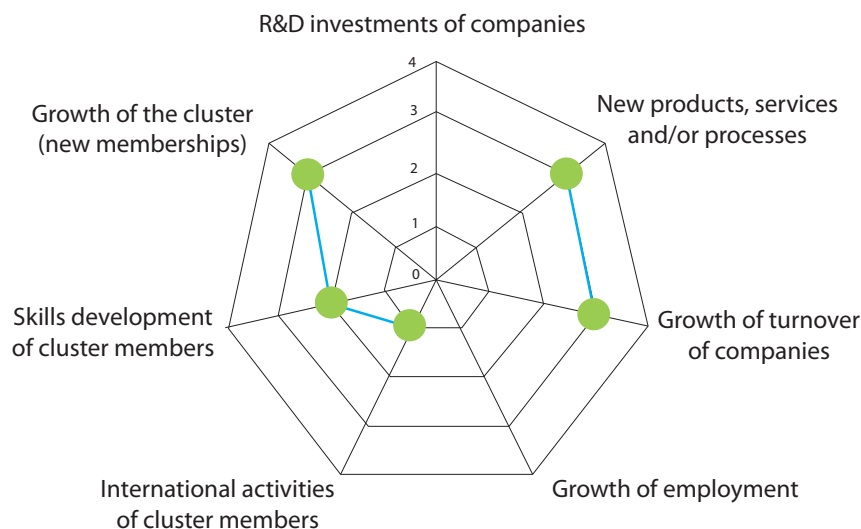 R&D investments of companies
4
3
2
1
0
New products, services
and/or processes
Growth of turnover
of companies
Growth of employment
International activities
of cluster members
Skills development
of cluster members
Growth of the cluster
(new memberships)